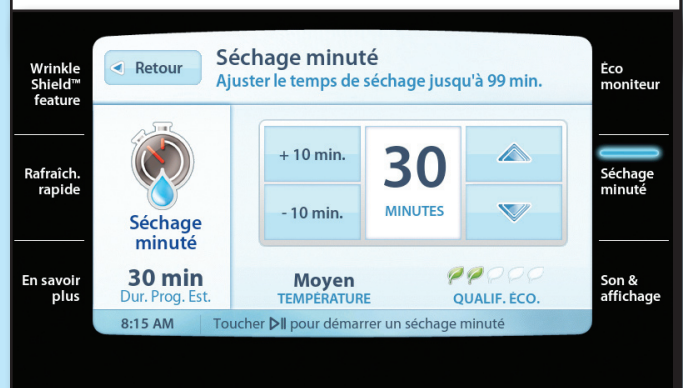 Wrinkle
Shield™
feature
Rafraîch.
rapide
En savoir
plus
Retour
Séchage minuté
Ajuster le temps de séchage jusqu'à 99 min.
Séchage
minuté
30 min
Dur. Prog. Est.
+ 10 min.
- 10 min.
30
MINUTES
Moyen
TEMPÉRATURE
QUALIF. ÉCO.
8:15 AM
Toucher pour démarrer un séchage minuté
Éco
moniteur
Séchage
minuté
Son &
affichage